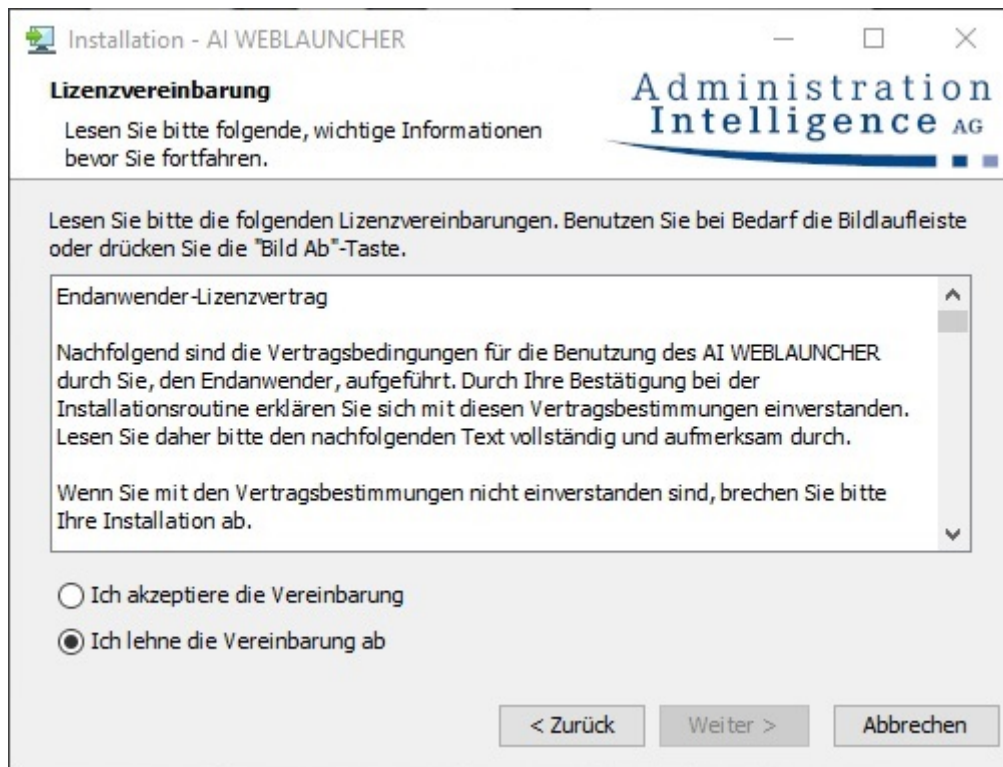 Installation - AI WEBLAUNCHER
Lizenzvereinbarung
Lesen Sie bitte folgende, wichtige Informationen
bevor Sie fortfahren.
Administration
Intelligence AG
Lesen Sie bitte die folgenden Lizenzvereinbarungen. Benutzen Sie bei Bedarf die Bildlaufleiste
oder drücken Sie die "Bild Ab"-Taste.
Endanwender-Lizenzvertrag
Nachfolgend sind die Vertragsbedingungen für die Benutzung des AI WEBLAUNCHER
durch Sie, den Endanwender, aufgeführt. Durch Ihre Bestätigung bei der
Installationsroutine erklären Sie sich mit diesen Vertragsbestimmungen einverstanden.
Lesen Sie daher bitte den nachfolgenden Text vollständig und aufmerksam durch.
Wenn Sie mit den Vertragsbestimmungen nicht einverstanden sind, brechen Sie bitte
Ihre Installation ab.
Ich akzeptiere die Vereinbarung
Ich lehne die Vereinbarung ab
< Zurück
Weiter >
Abbrechen